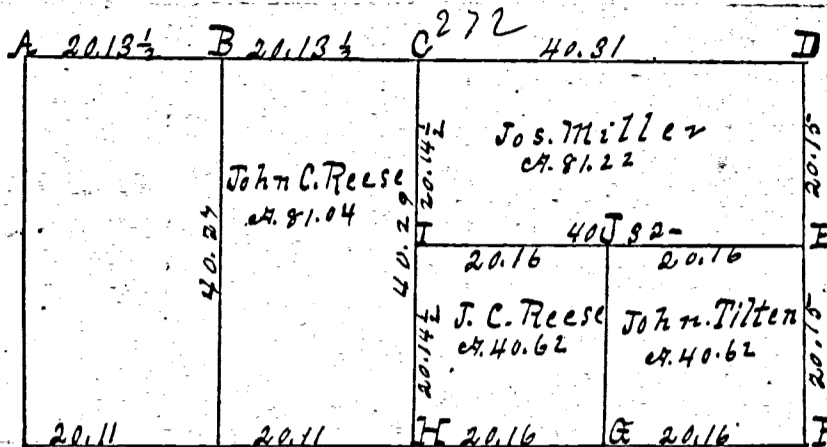 272
A 20.13⅓ B 20.13⅓ C 40.31 D
Jos. Miller
A. 81.22
20.14½
20.15
John C. Reese
A. 81.04
40.27
40.29
I 40 J 32 E
20.16 20.16
J. C. Reese
A. 40.62
John. Tilten
A. 40.62
20.14½
20.15
20.11 20.11 H 20.16 G 20.16 F